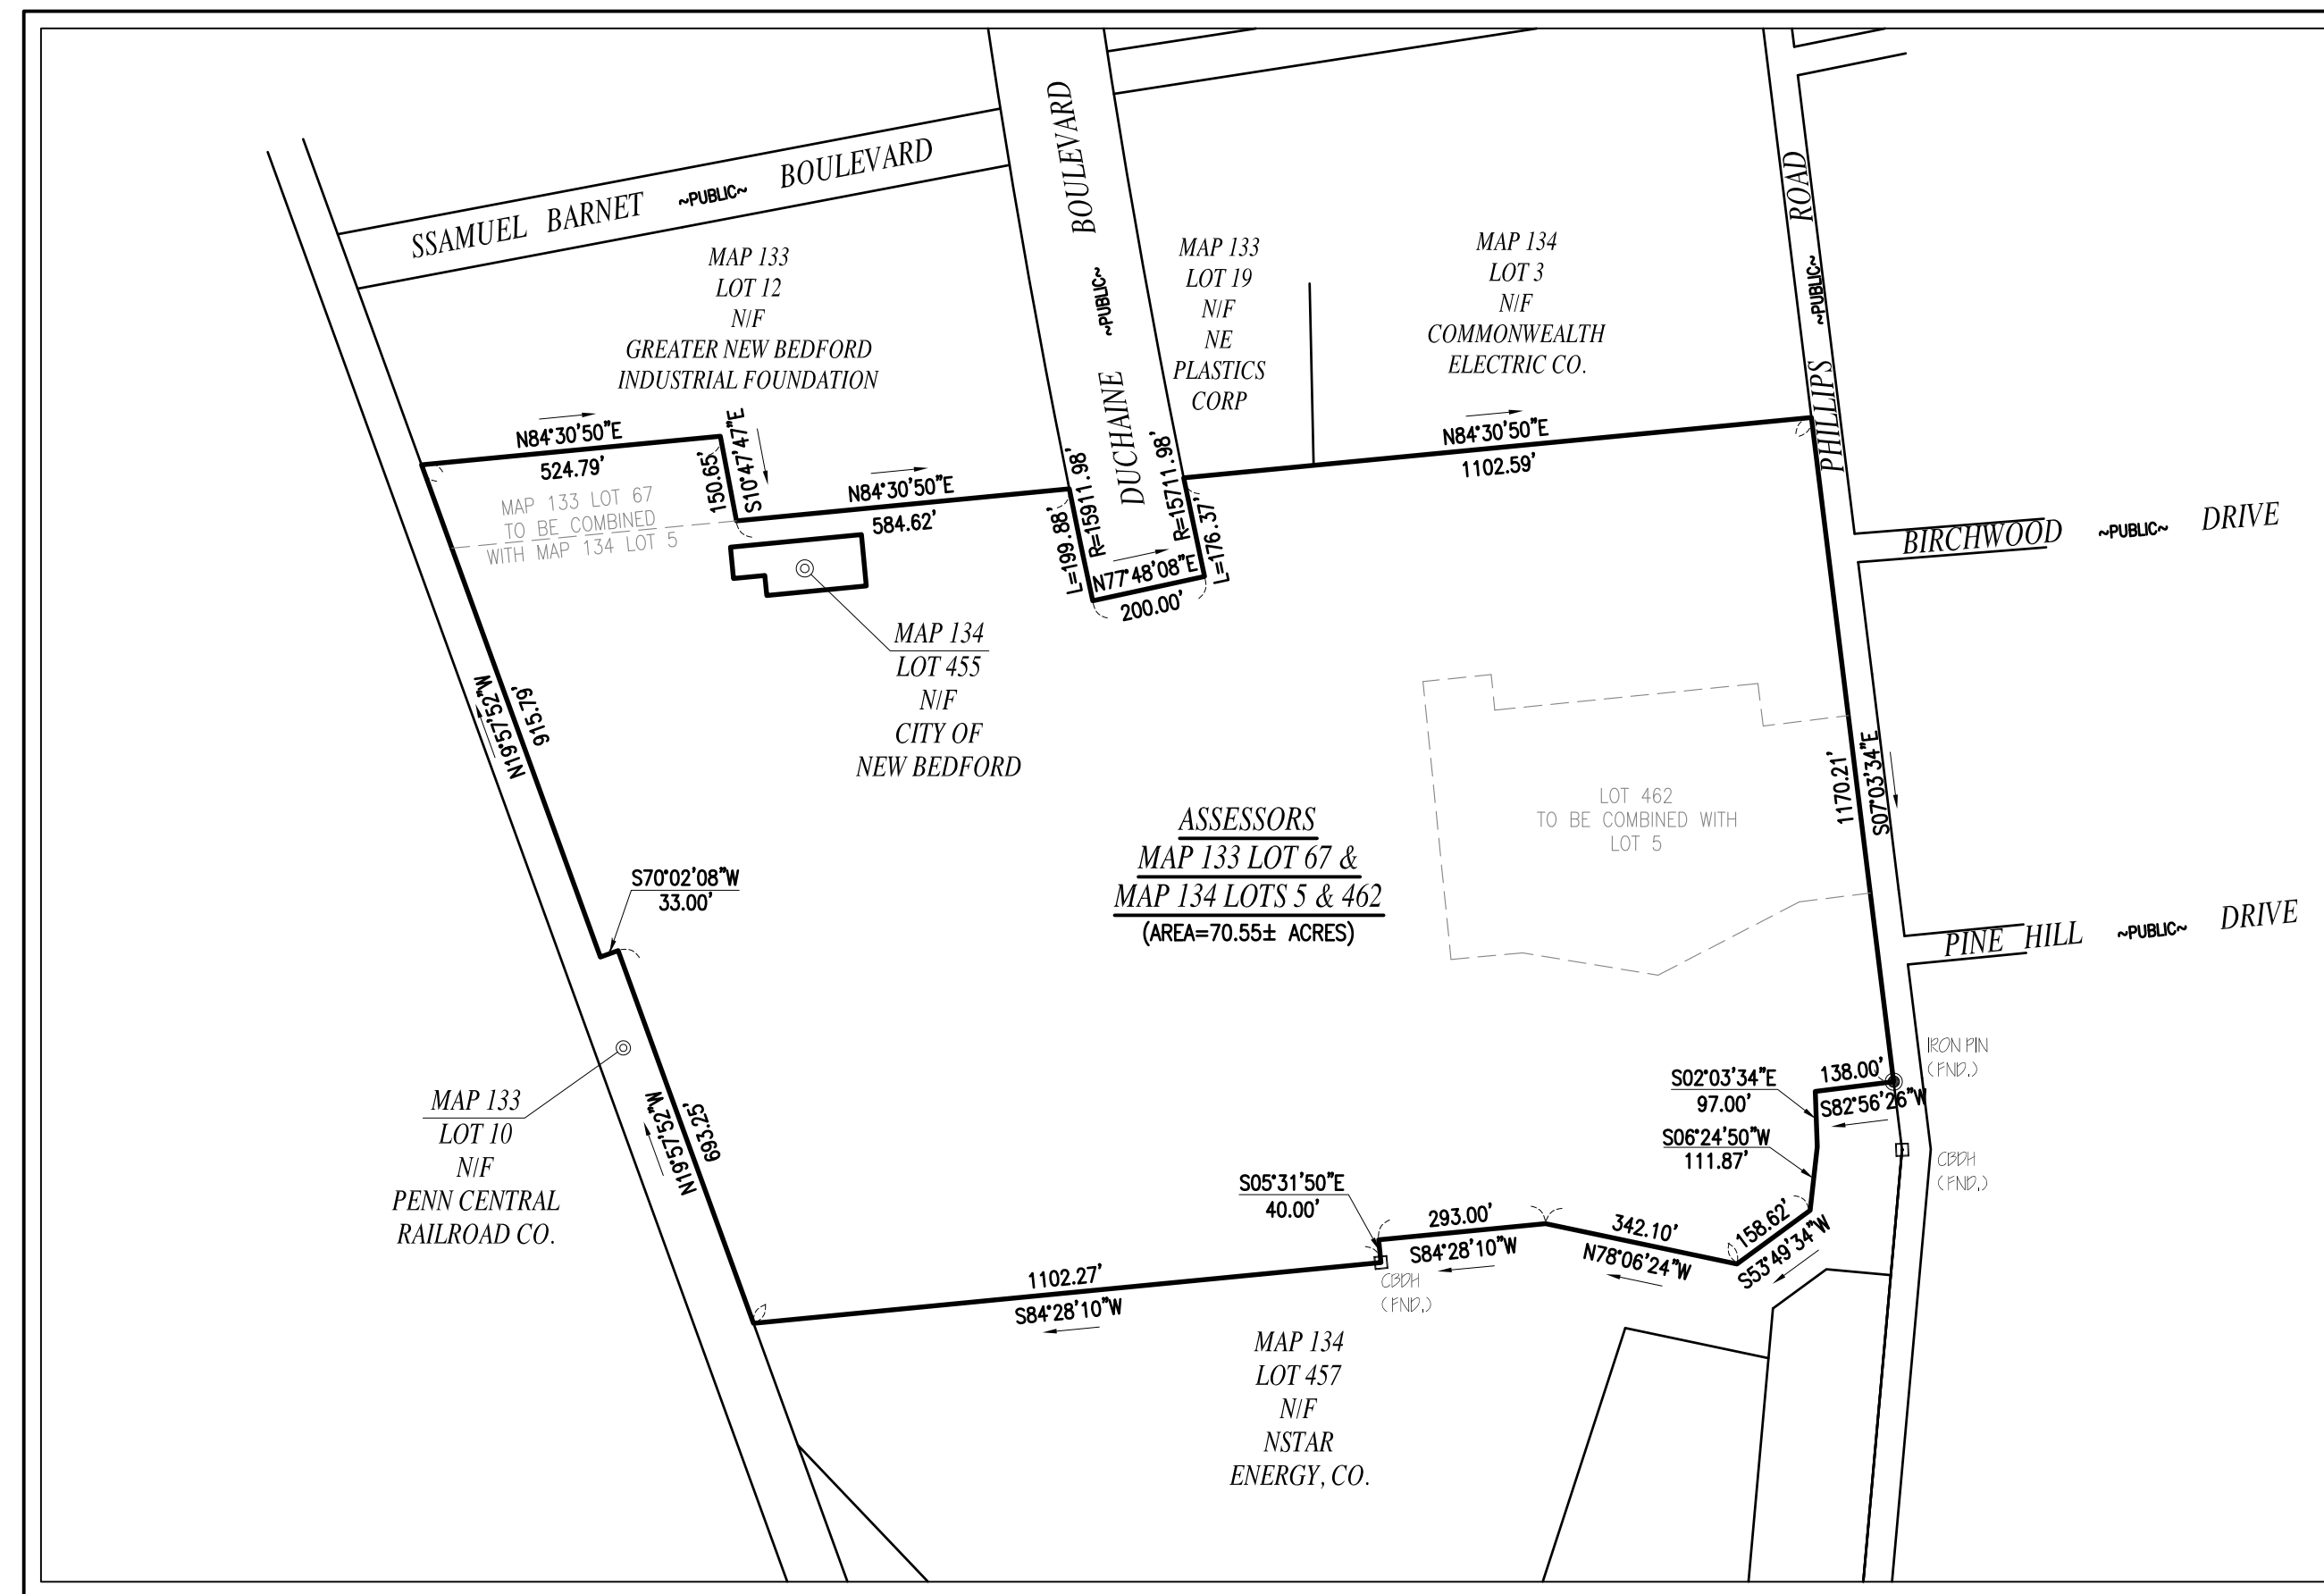 SSAMUEL BARNET ~PUBLIC~ BOULEVARD
DUCHAINE ~PUBLIC~ BOULEVARD
PHILLIPS ~PUBLIC~ ROAD
MAP 133
LOT 12
N/F
GREATER NEW BEDFORD
INDUSTRIAL FOUNDATION
MAP 133
LOT 19
N/F
NE
PLASTICS
CORP
MAP 134
LOT 3
N/F
COMMONWEALTH
ELECTRIC CO.
N84°30'50"E
524.79'
150.65'
S10°47'47"E
N84°30'50"E
584.62'
L=199.88'
R=15911.98'
N77°48'08"E
200.00'
R=15711.98'
L=176.37'
N84°30'50"E
1102.59'
MAP 133 LOT 67
TO BE COMBINED
WITH MAP 134 LOT 5
BIRCHWOOD ~PUBLIC~ DRIVE
MAP 134
LOT 455
N/F
CITY OF
NEW BEDFORD
N19°57'52"W
915.79'
1170.21'
S07°03'34"E
LOT 462
TO BE COMBINED WITH
LOT 5
ASSESSORS
MAP 133 LOT 67 &
MAP 134 LOTS 5 & 462
(AREA=70.55± ACRES)
S70°02'08"W
33.00'
PINE HILL ~PUBLIC~ DRIVE
IRON PIN
(FND.)
138.00'
S82°56'26"W
S02°03'34"E
97.00'
S06°24'50"W
111.87'
CBDH
(FND.)
MAP 133
LOT 10
N/F
PENN CENTRAL
RAILROAD CO.
N19°57'52"W
693.25'
S05°31'50"E
40.00'
293.00'
S84°28'10"W
342.10'
N78°06'24"W
158.62'
S53°49'34"W
1102.27'
S84°28'10"W
CBDH
(FND.)
MAP 134
LOT 457
N/F
NSTAR
ENERGY, CO.